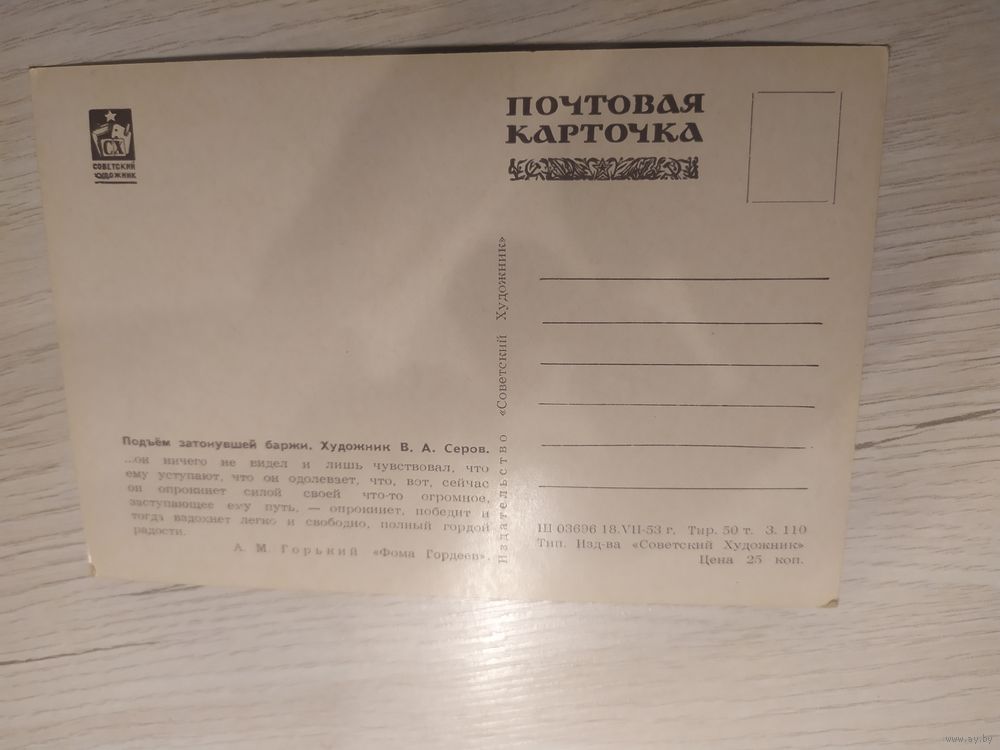 СХ
СОВЕТСКИЙ
ХУДОЖНИК
ПОЧТОВАЯ
КАРТОЧКА
Издательство «Советский Художник»
Подъём затонувшей баржи. Художник В. А. Серов.
...он ничего не видел и лишь чувствовал, что
ему уступают, что он одолевает, что, вот, сейчас
он опрокинет силой своей что-то огромное,
заступающее ему путь, — опрокинет, победит и
тогда вздохнет легко и свободно, полный гордой
радости.
А. М. Горький «Фома Гордеев».
Ш 03696 18.VII-53 г. Тир. 50 т. З. 110
Тип. Изд-ва «Советский Художник»
Цена 25 коп.
www.ay.by